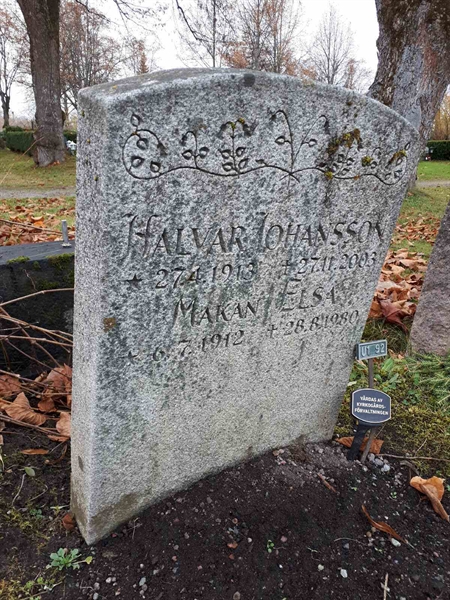 HALVAR JOHANSSON
* 27.4.1913 +27.11.2003
MAKAN ELSA
* 6.7.1912 +28.8.1980
UT 92
VÅRDAS AV
KYRKOGÅRDS-
FÖRVALTNINGEN